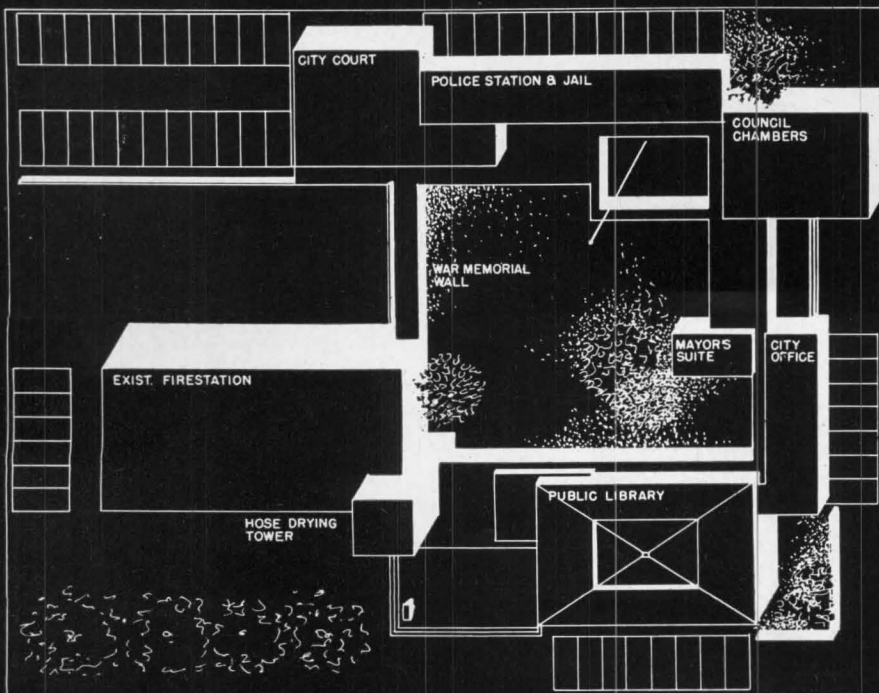 CITY COURT
POLICE STATION & JAIL
COUNCIL
CHAMBERS
WAR MEMORIAL
WALL
MAYOR'S
SUITE
CITY
OFFICE
EXIST. FIRESTATION
PUBLIC LIBRARY
HOSE DRYING
TOWER